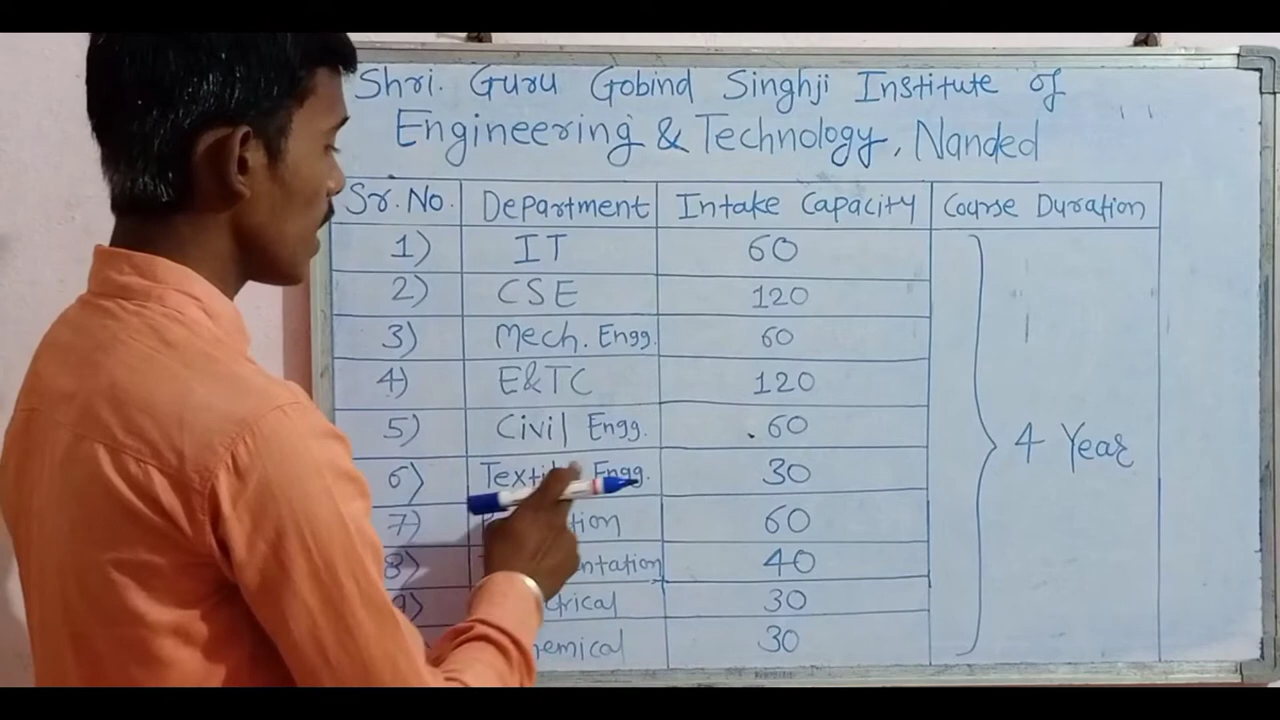 Shri. Guru Gobind Singhji Institute of
Engineering & Technology, Nanded
Sr. No. Department Intake Capacity Course Duration
1) IT 60
2) CSE 120
3) Mech. Engg. 60
4) E&TC 120
5) Civil Engg. 60
6) Engg. 30
7) 60
8) 40
9) 30
30
4 Year